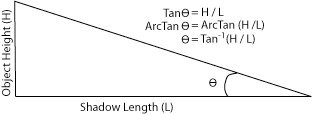 TanΘ = H / L
ArcTan Θ = ArcTan (H /L)
Θ = Tan⁻¹(H / L)
Object Height (H)
Θ
Shadow Length (L)